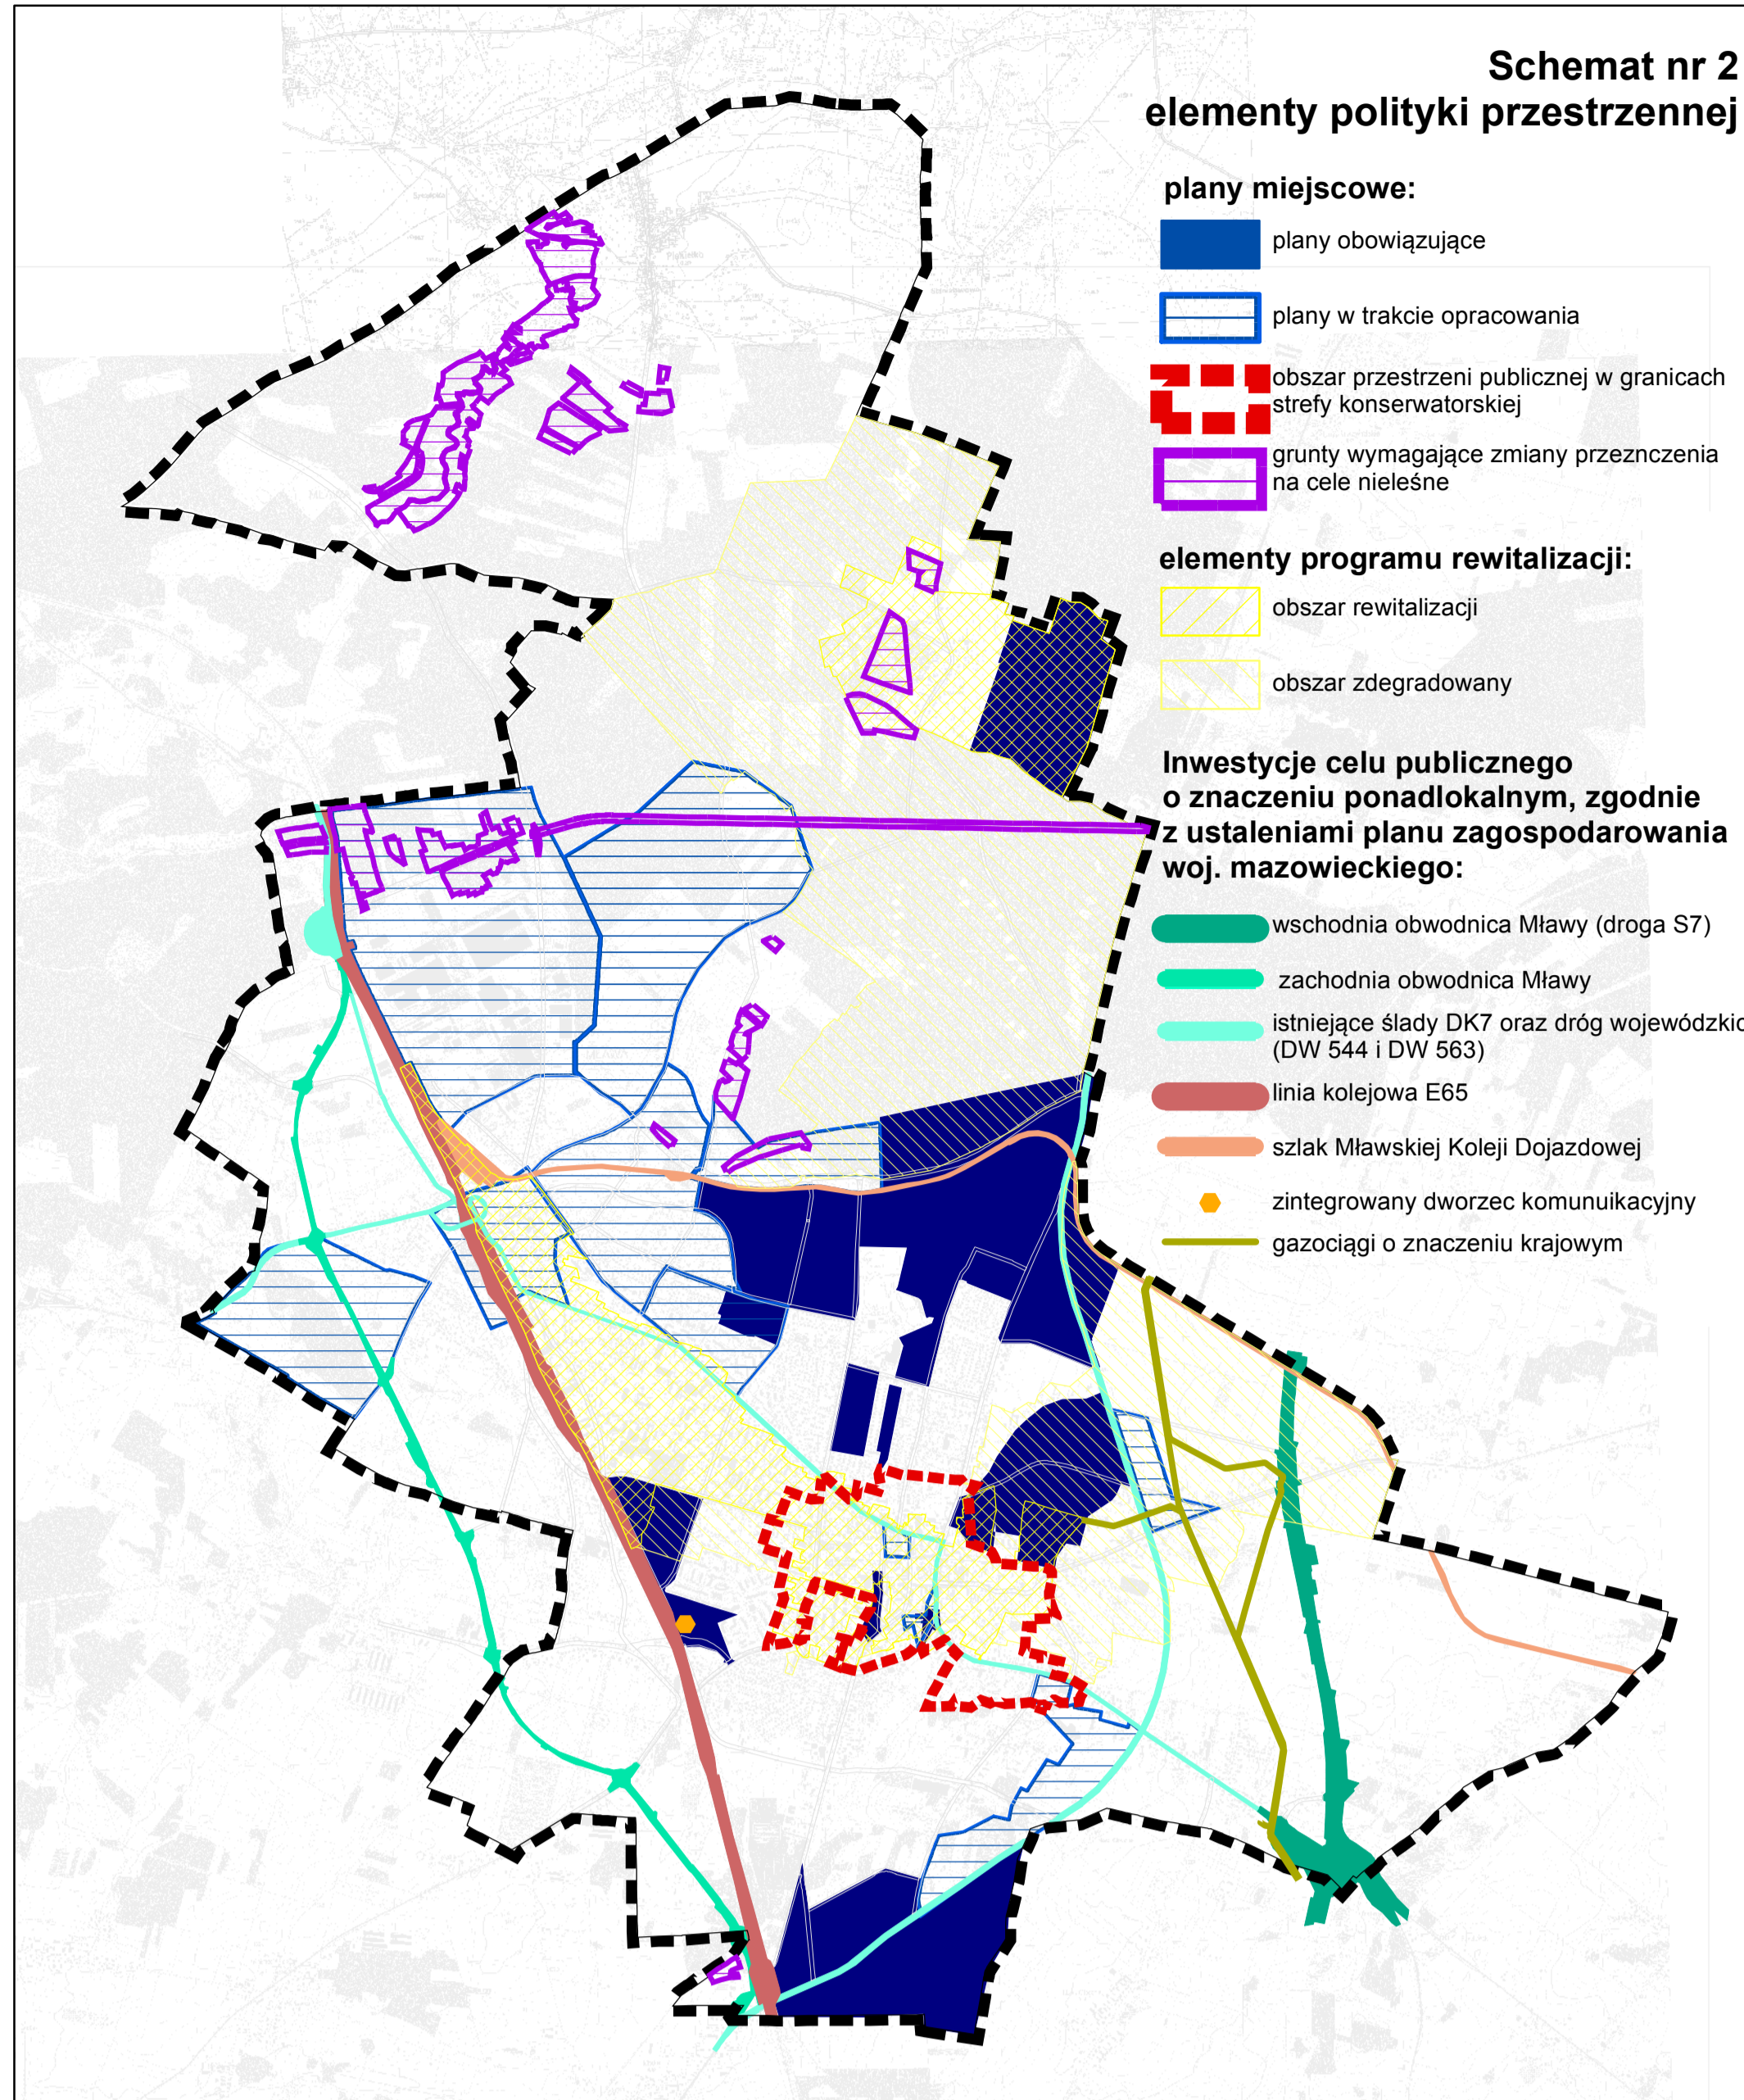 Schemat nr 2
elementy polityki przestrzennej
plany miejscowe:
plany obowiązujące
plany w trakcie opracowania
obszar przestrzeni publicznej w granicach
strefy konserwatorskiej
grunty wymagające zmiany przeznczenia
na cele nieleśne
elementy programu rewitalizacji:
obszar rewitalizacji
obszar zdegradowany
Inwestycje celu publicznego
o znaczeniu ponadlokalnym, zgodnie
z ustaleniami planu zagospodarowania
woj. mazowieckiego:
wschodnia obwodnica Mławy (droga S7)
zachodnia obwodnica Mławy
istniejące ślady DK7 oraz dróg wojewódzkic
(DW 544 i DW 563)
linia kolejowa E65
szlak Mławskiej Koleji Dojazdowej
zintegrowany dworzec komunuikacyjny
gazociągi o znaczeniu krajowym